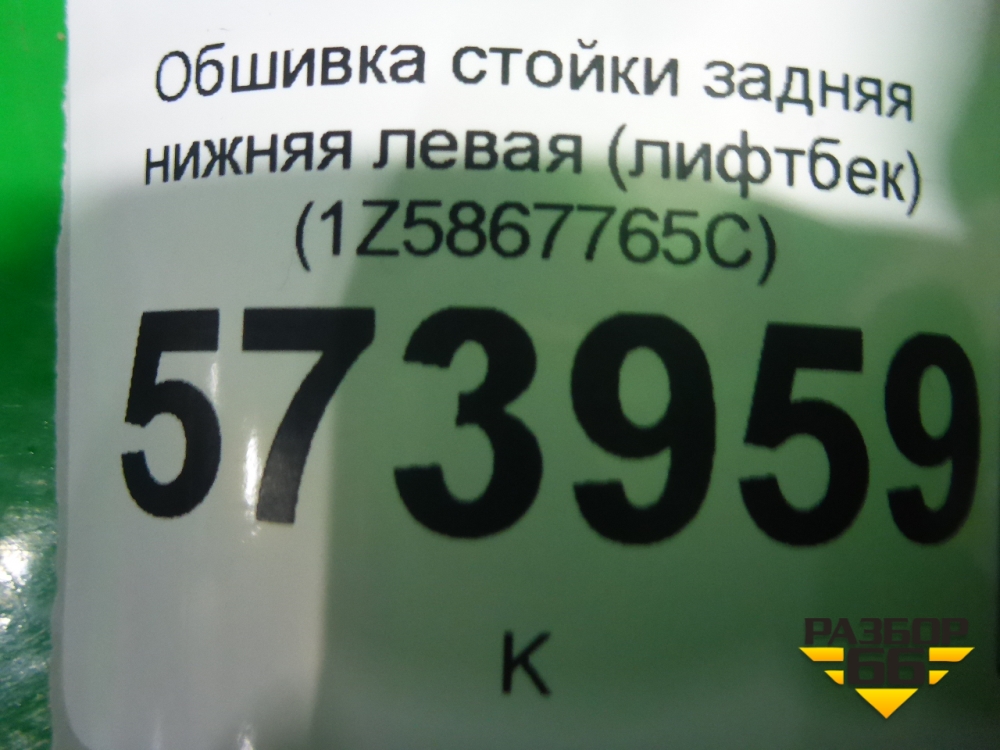 Обшивка стойки задняя
нижняя левая (лифтбек)
(1Z5867765C)
573959
К
РАЗБОР
66